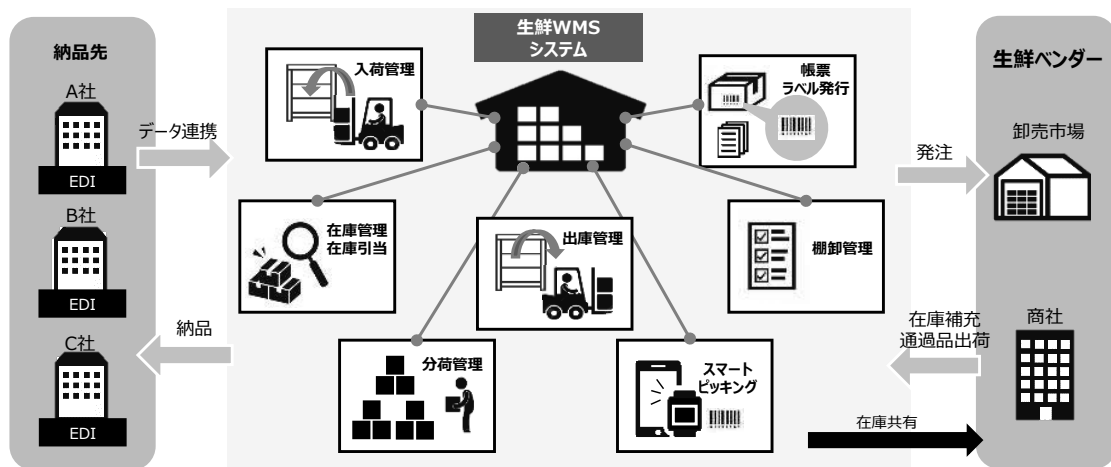 納品先
A社
EDI
B社
EDI
C社
EDI
データ連携
納品
生鮮WMS
システム
入荷管理
帳票
ラベル発行
在庫管理
在庫引当
出庫管理
棚卸管理
分荷管理
スマート
ピッキング
発注
在庫補充
通過品出荷
在庫共有
生鮮ベンダー
卸売市場
商社